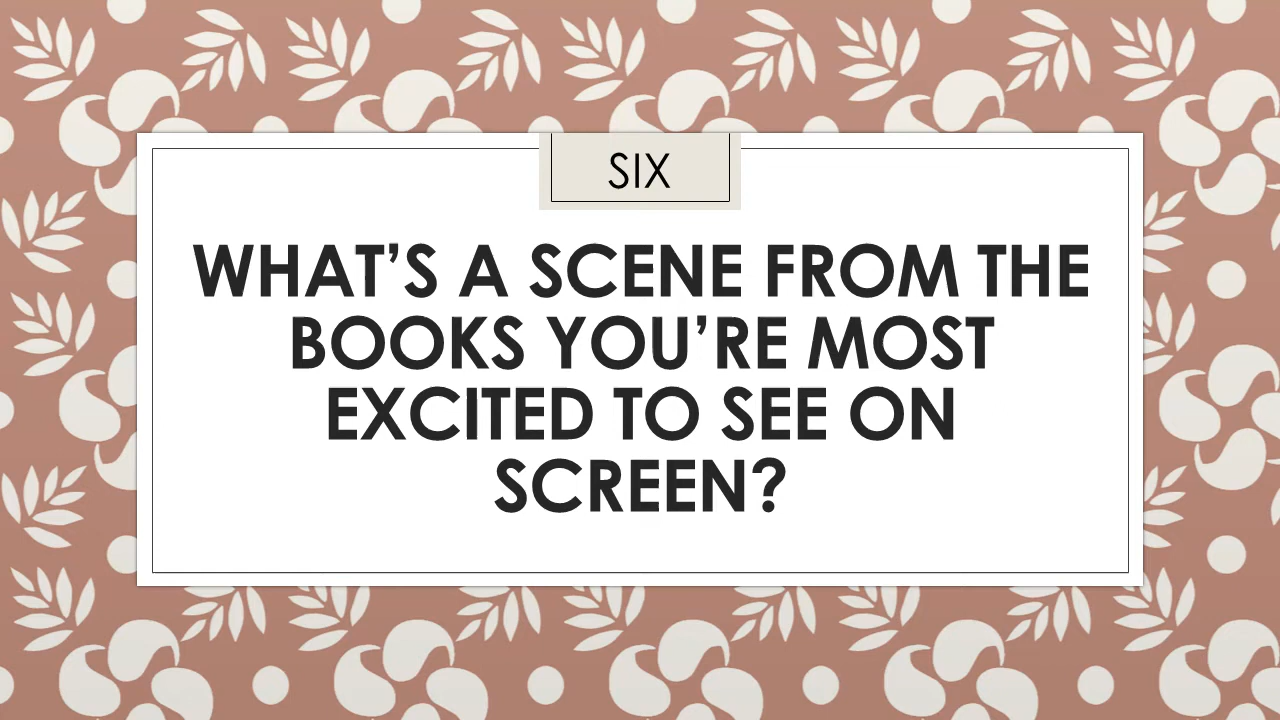 SIX
WHAT’S A SCENE FROM THE
BOOKS YOU’RE MOST
EXCITED TO SEE ON
SCREEN?